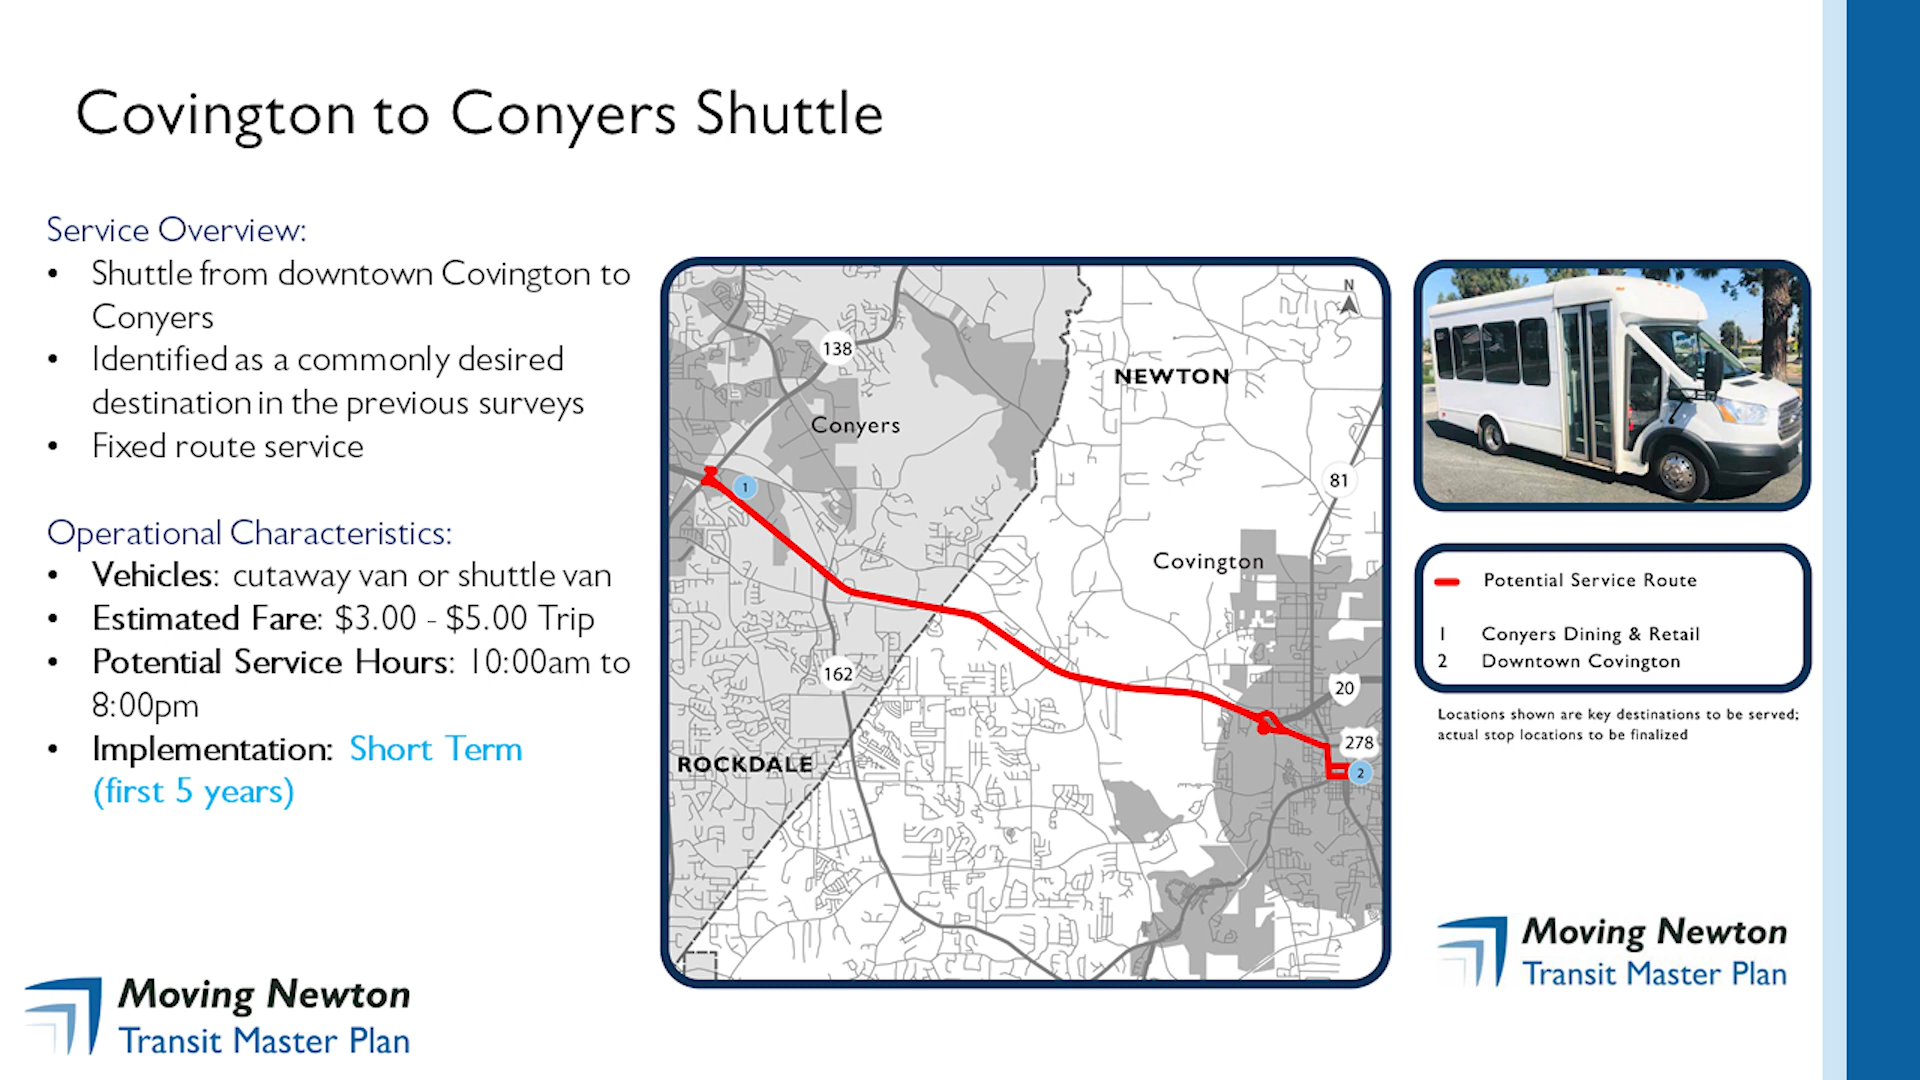 Covington to Conyers Shuttle
Service Overview:
• Shuttle from downtown Covington to
Conyers
• Identified as a commonly desired
destination in the previous surveys
• Fixed route service
Operational Characteristics:
• Vehicles: cutaway van or shuttle van
• Estimated Fare: $3.00 - $5.00 Trip
• Potential Service Hours: 10:00am to
8:00pm
• Implementation: Short Term
(first 5 years)
N
138
NEWTON
Conyers
81
1
Covington
162
20
278
ROCKDALE
2
Potential Service Route
1 Conyers Dining & Retail
2 Downtown Covington
Locations shown are key destinations to be served;
actual stop locations to be finalized
Moving Newton
Transit Master Plan
Moving Newton
Transit Master Plan